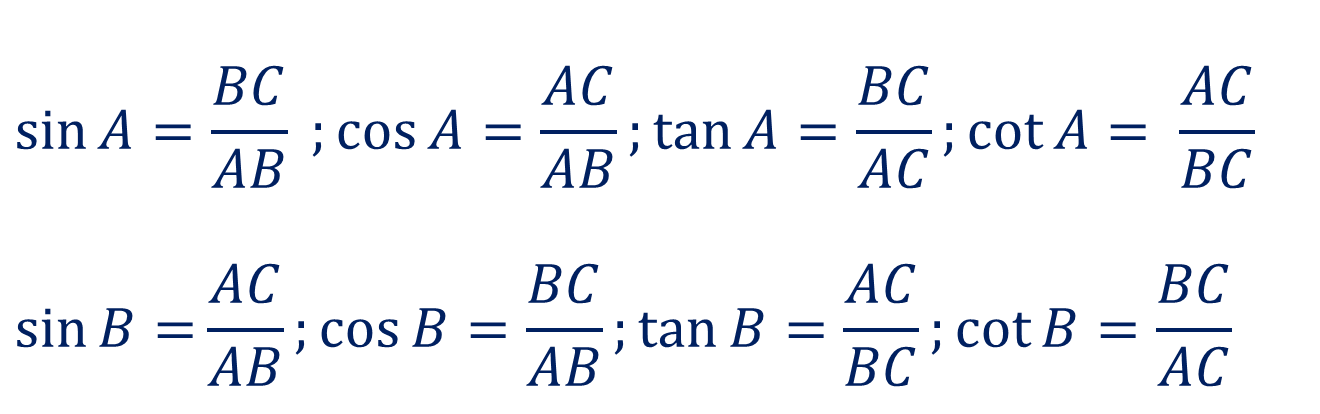 sin A = BC/AB ; cos A = AC/AB ; tan A = BC/AC ; cot A = AC/BC
sin B = AC/AB ; cos B = BC/AB ; tan B = AC/BC ; cot B = BC/AC